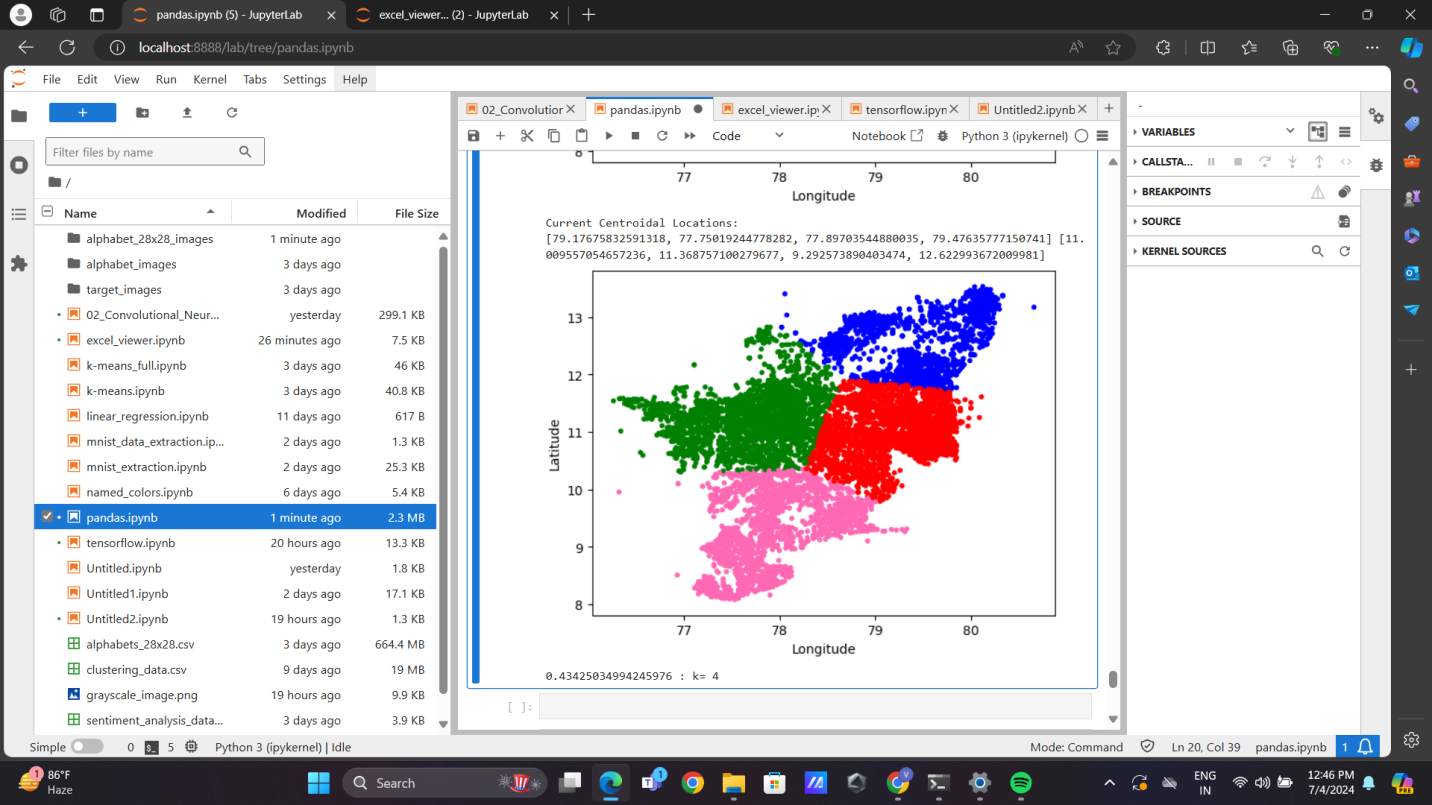 pandas.ipynb (5) - JupyterLab
excel_viewer... (2) - JupyterLab
localhost:8888/lab/tree/pandas.ipynb
File Edit View Run Kernel Tabs Settings Help
Filter files by name
/
Name Modified File Size
alphabet_28x28_images 1 minute ago
alphabet_images 3 days ago
target_images 3 days ago
02_Convolutional_Neur... yesterday 299.1 KB
excel_viewer.ipynb 26 minutes ago 7.5 KB
k-means_full.ipynb 3 days ago 46 KB
k-means.ipynb 3 days ago 40.8 KB
linear_regression.ipynb 11 days ago 617 B
mnist_data_extraction.ip... 2 days ago 1.3 KB
mnist_extraction.ipynb 2 days ago 25.3 KB
named_colors.ipynb 6 days ago 5.4 KB
pandas.ipynb 1 minute ago 2.3 MB
tensorflow.ipynb 20 hours ago 13.3 KB
Untitled.ipynb yesterday 1.8 KB
Untitled1.ipynb 2 days ago 17.1 KB
Untitled2.ipynb 19 hours ago 1.3 KB
alphabets_28x28.csv 3 days ago 664.4 MB
clustering_data.csv 9 days ago 19 MB
grayscale_image.png 19 hours ago 9.9 KB
sentiment_analysis_data... 3 days ago 3.9 KB
02_Convolution
pandas.ipynb
excel_viewer.ipy
tensorflow.ipyn
Untitled2.ipynb
Code
Notebook
Python 3 (ipykernel)
8
77 78 79 80
Longitude
Current Centroidal Locations:
[79.17675832591318, 77.75019244778282, 77.89703544880035, 79.47635777150741] [11.
009557054657236, 11.368757100279677, 9.292573890403474, 12.622993672009981]
13
12
11
10
9
8
Latitude
77 78 79 80
Longitude
0.43425034994245976 : k= 4
[ ]:
-
VARIABLES
CALLSTA...
BREAKPOINTS
SOURCE
KERNEL SOURCES
Simple 0 $_ 5 Python 3 (ipykernel) | Idle
Mode: Command Ln 20, Col 39 pandas.ipynb 1
1
86°F
Haze
Search
1
V
ENG
IN
12:46 PM
7/4/2024
PRE